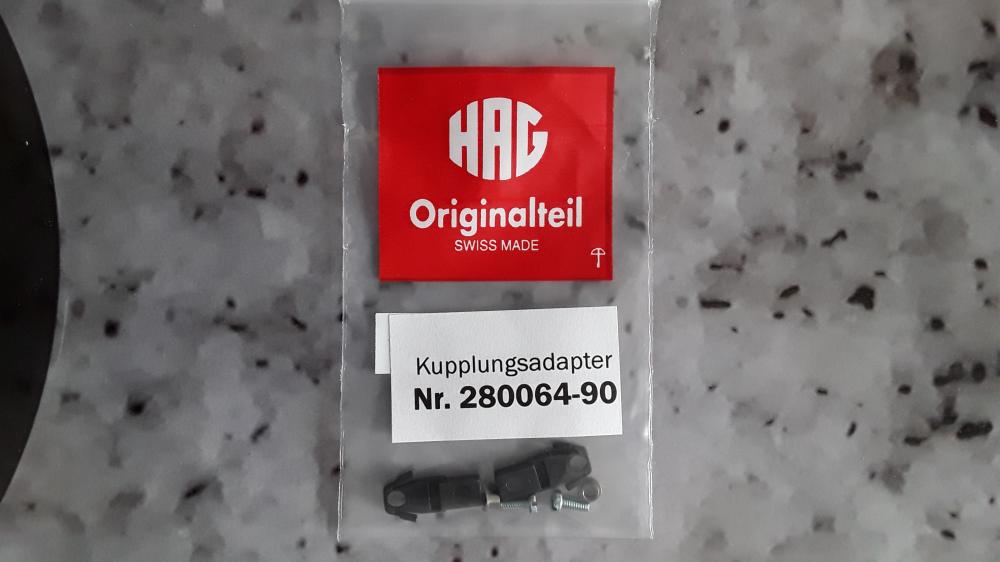 HAG
Originalteil
SWISS MADE
Kupplungsadapter
Nr. 280064-90